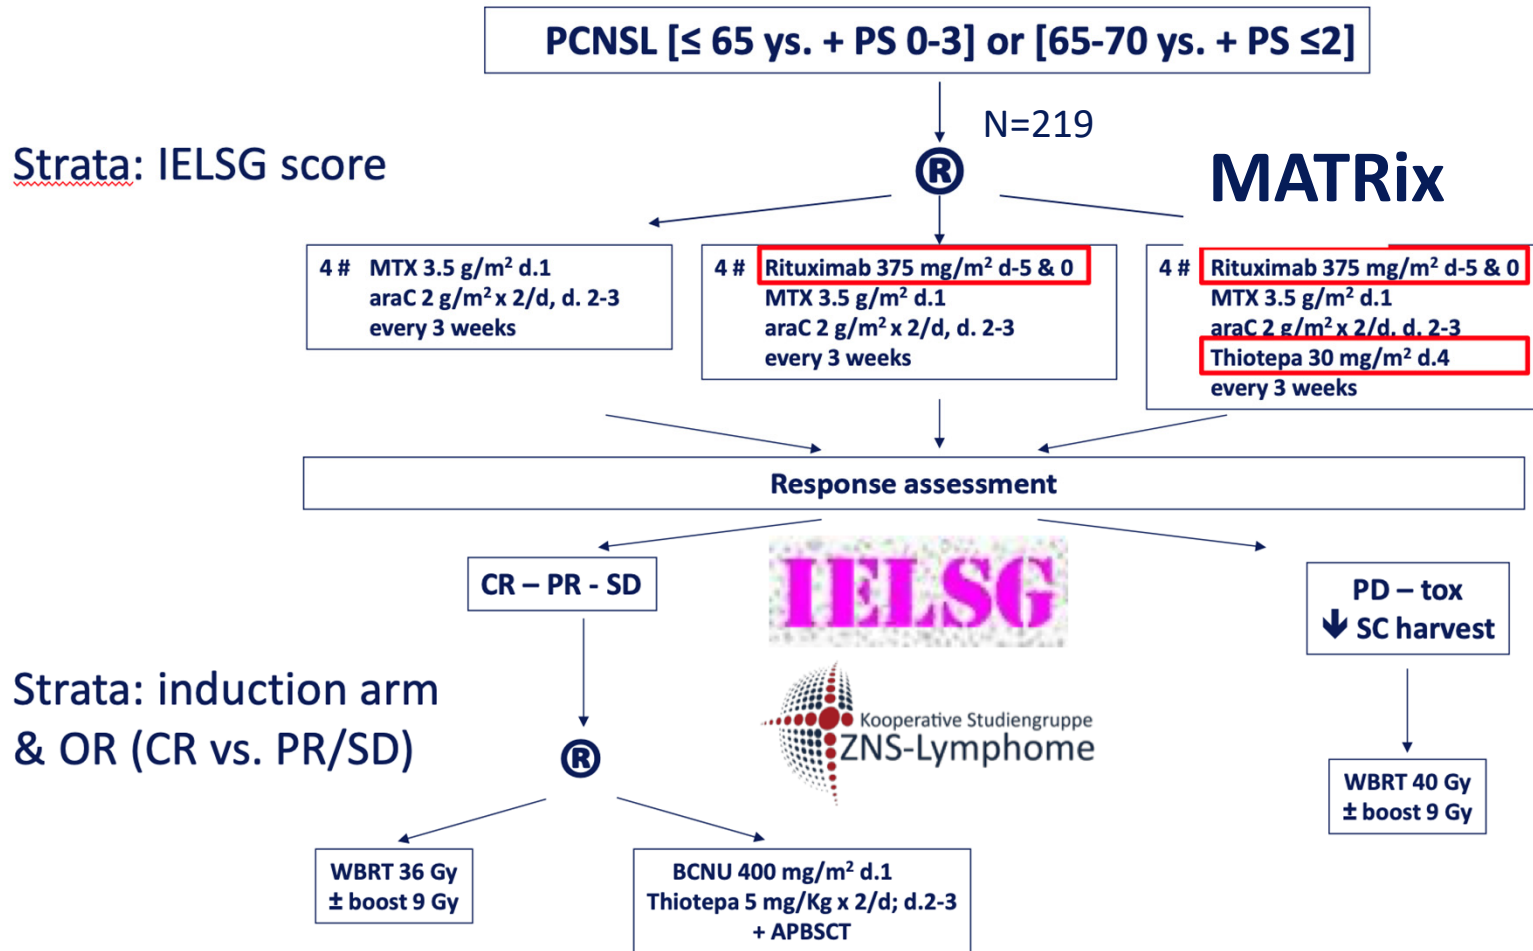 PCNSL [≤ 65 ys. + PS 0-3] or [65-70 ys. + PS ≤2]
N=219
Strata: IELSG score
®
MATRix
4 # MTX 3.5 g/m² d.1
araC 2 g/m² x 2/d, d. 2-3
every 3 weeks
4 # Rituximab 375 mg/m² d-5 & 0
MTX 3.5 g/m² d.1
araC 2 g/m² x 2/d, d. 2-3
every 3 weeks
4 # Rituximab 375 mg/m² d-5 & 0
MTX 3.5 g/m² d.1
araC 2 g/m² x 2/d. d. 2-3
Thiotepa 30 mg/m² d.4
every 3 weeks
Response assessment
CR – PR - SD
IELSG
PD – tox
🡻 SC harvest
Kooperative Studiengruppe
ZNS-Lymphome
Strata: induction arm
& OR (CR vs. PR/SD)
®
WBRT 40 Gy
± boost 9 Gy
WBRT 36 Gy
± boost 9 Gy
BCNU 400 mg/m² d.1
Thiotepa 5 mg/Kg x 2/d; d.2-3
+ APBSCT